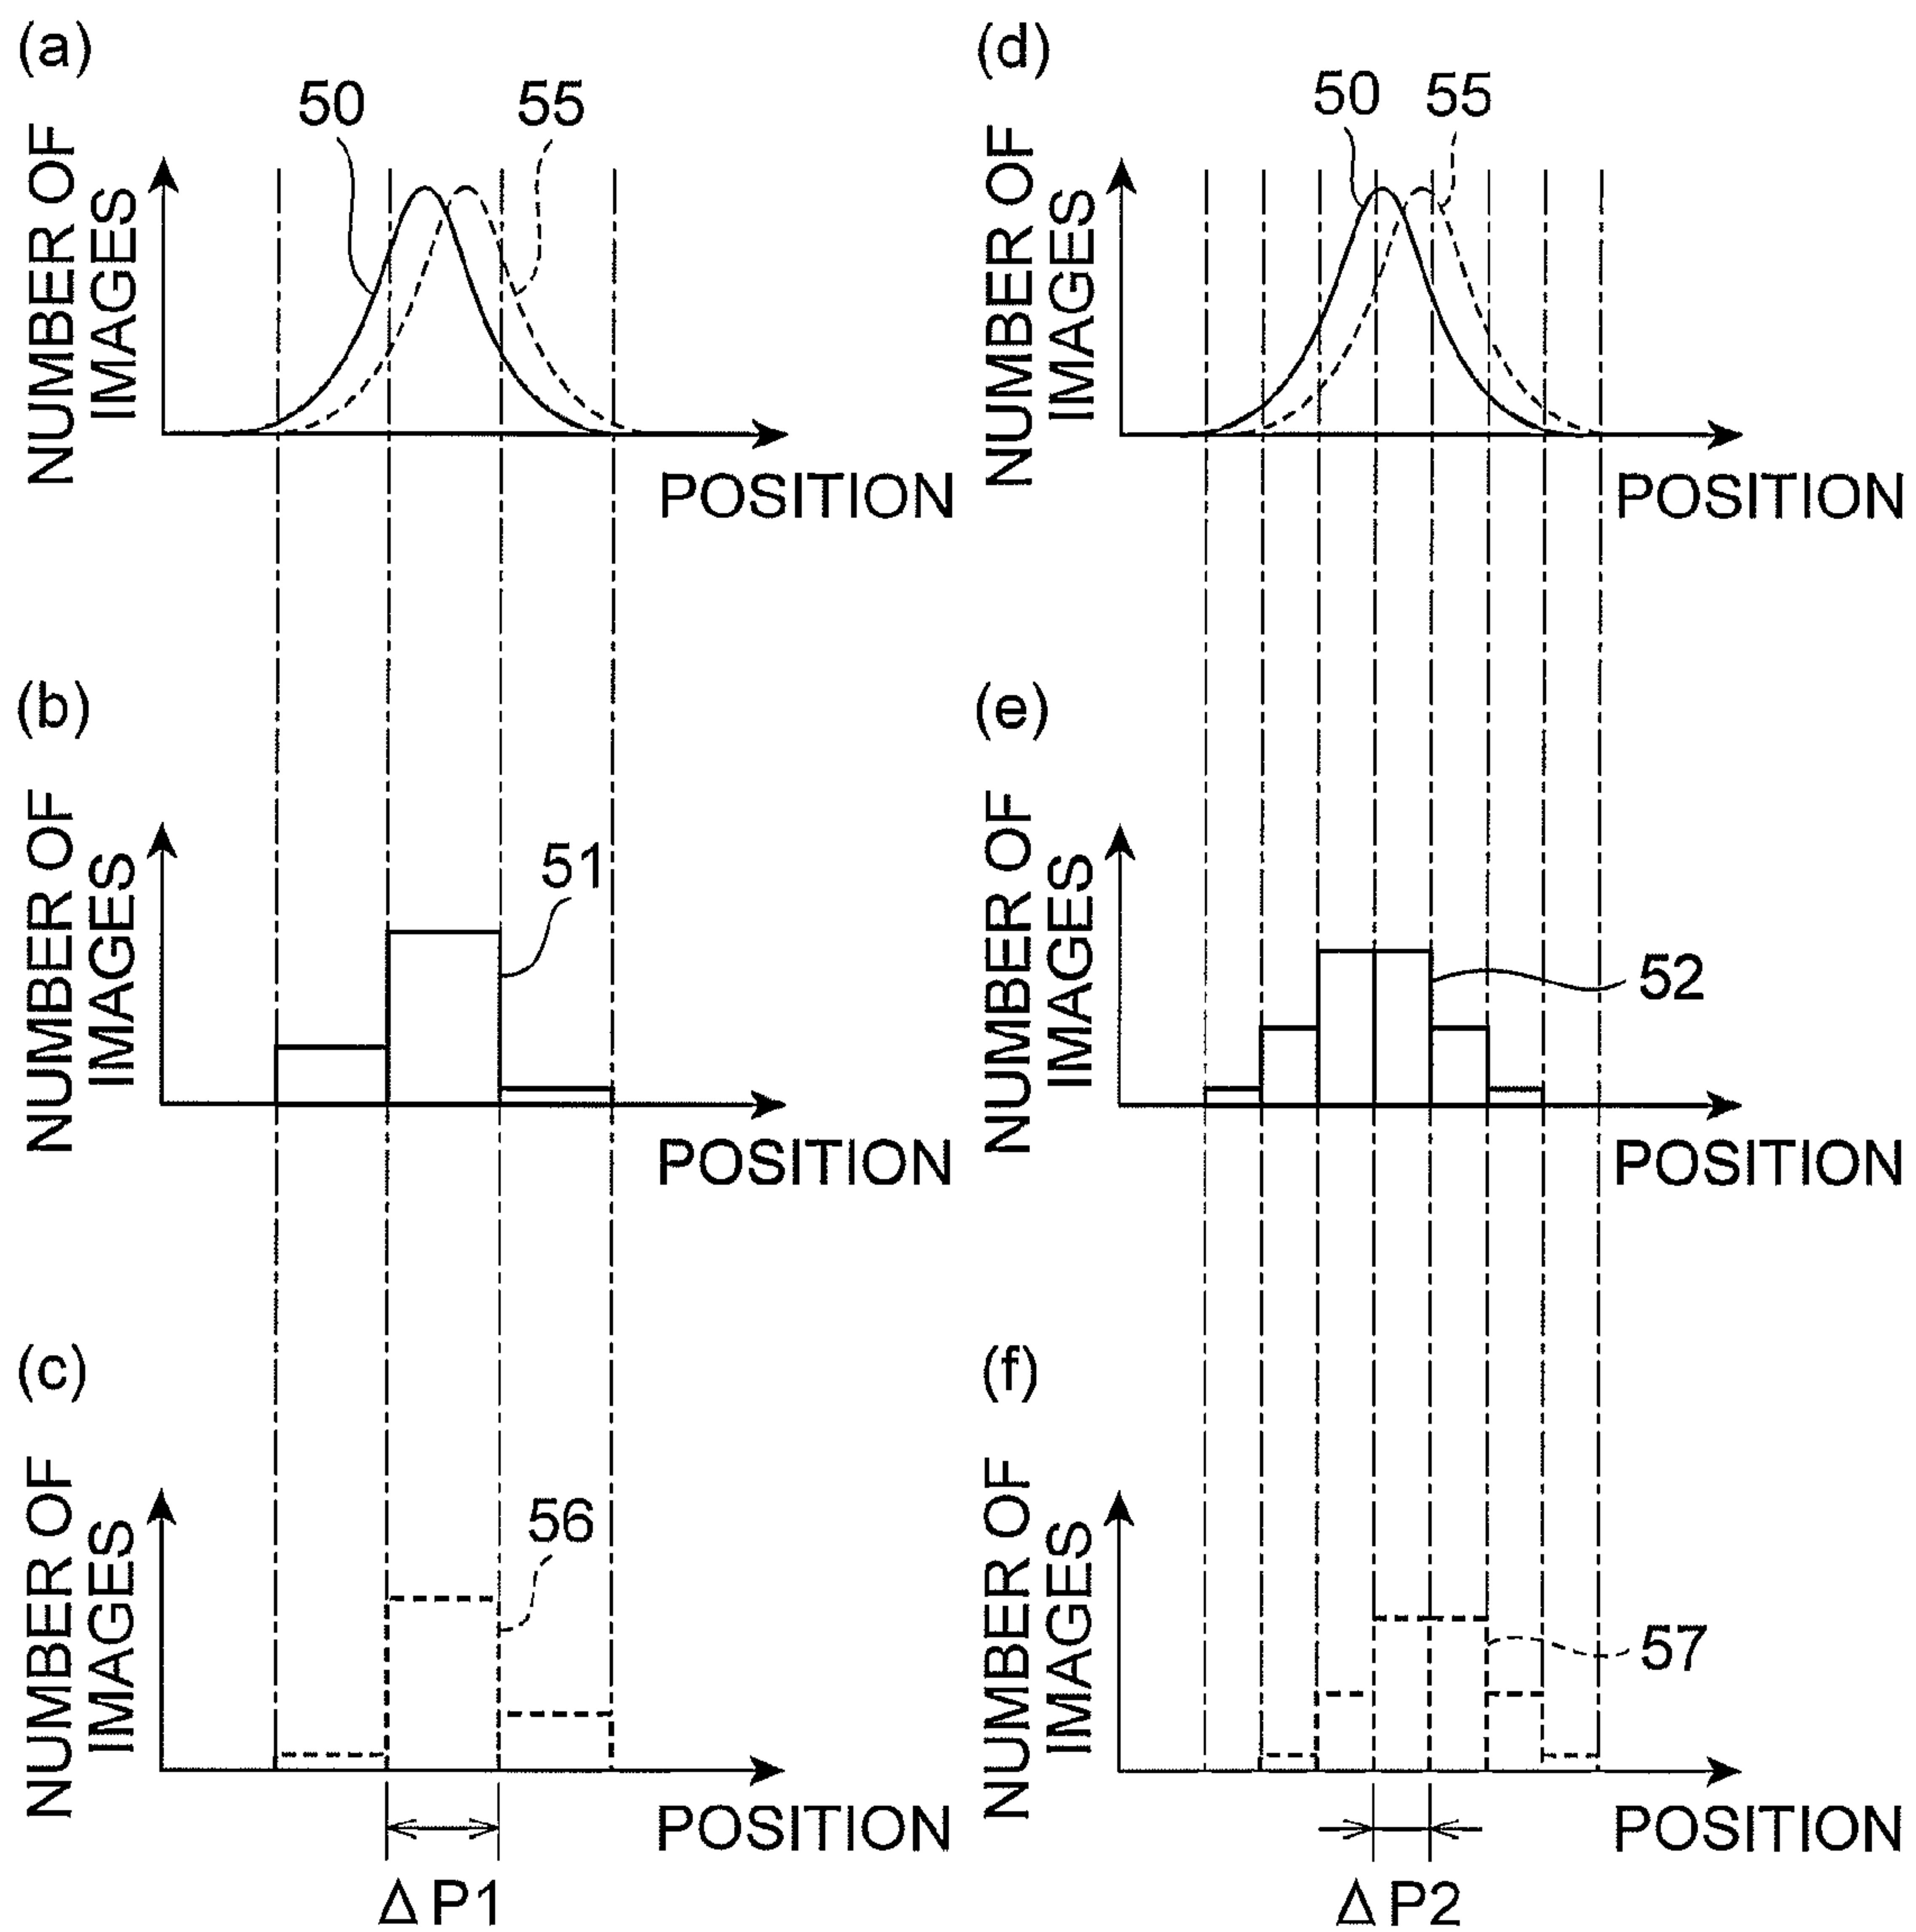 (a)
50
55
NUMBER OF
IMAGES
POSITION
(b)
51
NUMBER OF
IMAGES
POSITION
(c)
56
NUMBER OF
IMAGES
POSITION
ΔP1
(d)
50
55
NUMBER OF
IMAGES
POSITION
(e)
52
NUMBER OF
IMAGES
POSITION
(f)
57
NUMBER OF
IMAGES
POSITION
ΔP2